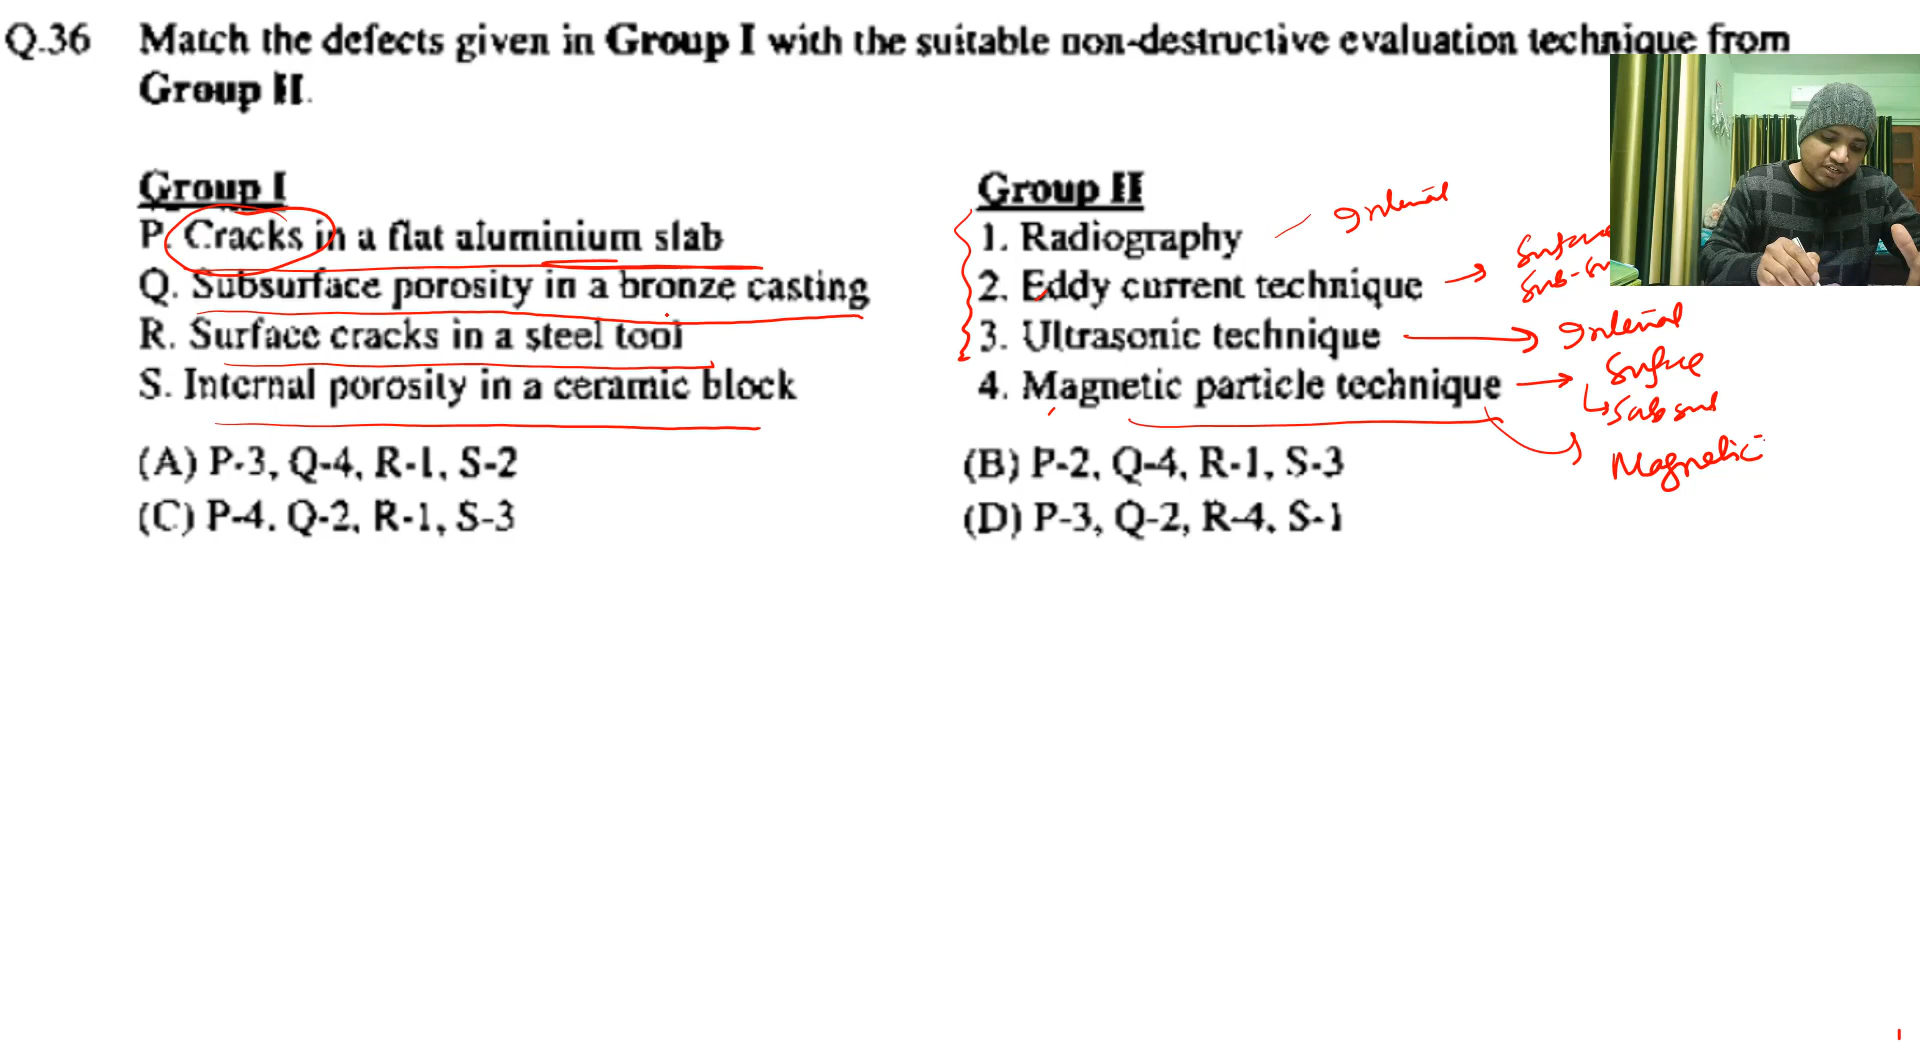 Q.36 Match the defects given in Group I with the suitable non-destructive evaluation technique from
Group II.
Group I
P. Cracks in a flat aluminium slab
Q. Subsurface porosity in a bronze casting
R. Surface cracks in a steel tool
S. Internal porosity in a ceramic block
Group II
1. Radiography
Internal
2. Eddy current technique
3. Ultrasonic technique
Internal
4. Magnetic particle technique
Surface
Magnetic
(A) P-3, Q-4, R-1, S-2
(B) P-2, Q-4, R-1, S-3
(C) P-4. Q-2, R-1, S-3
(D) P-3, Q-2, R-4, S-1